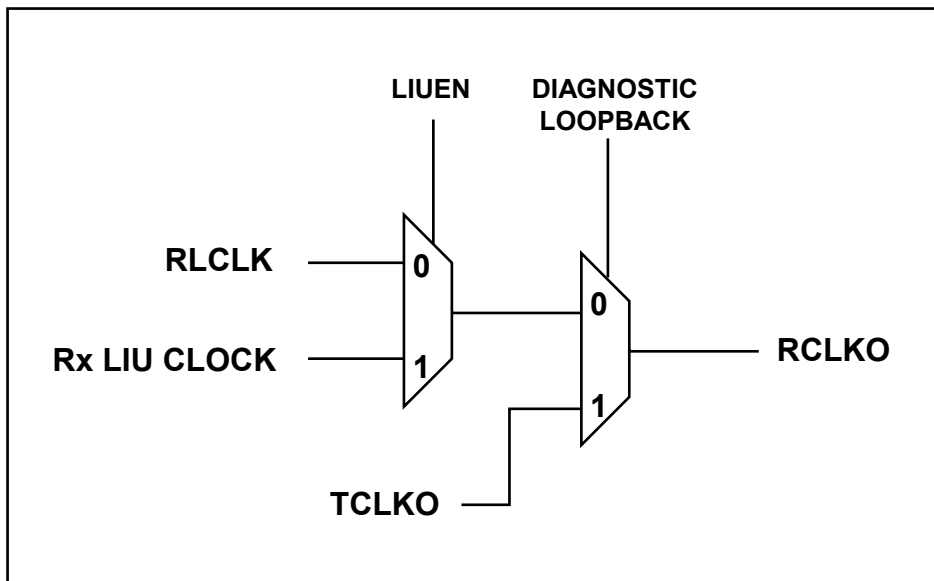 LIUEN
DIAGNOSTIC
LOOPBACK
RLCLK
0
0
Rx LIU CLOCK
1
RCLKO
1
TCLKO